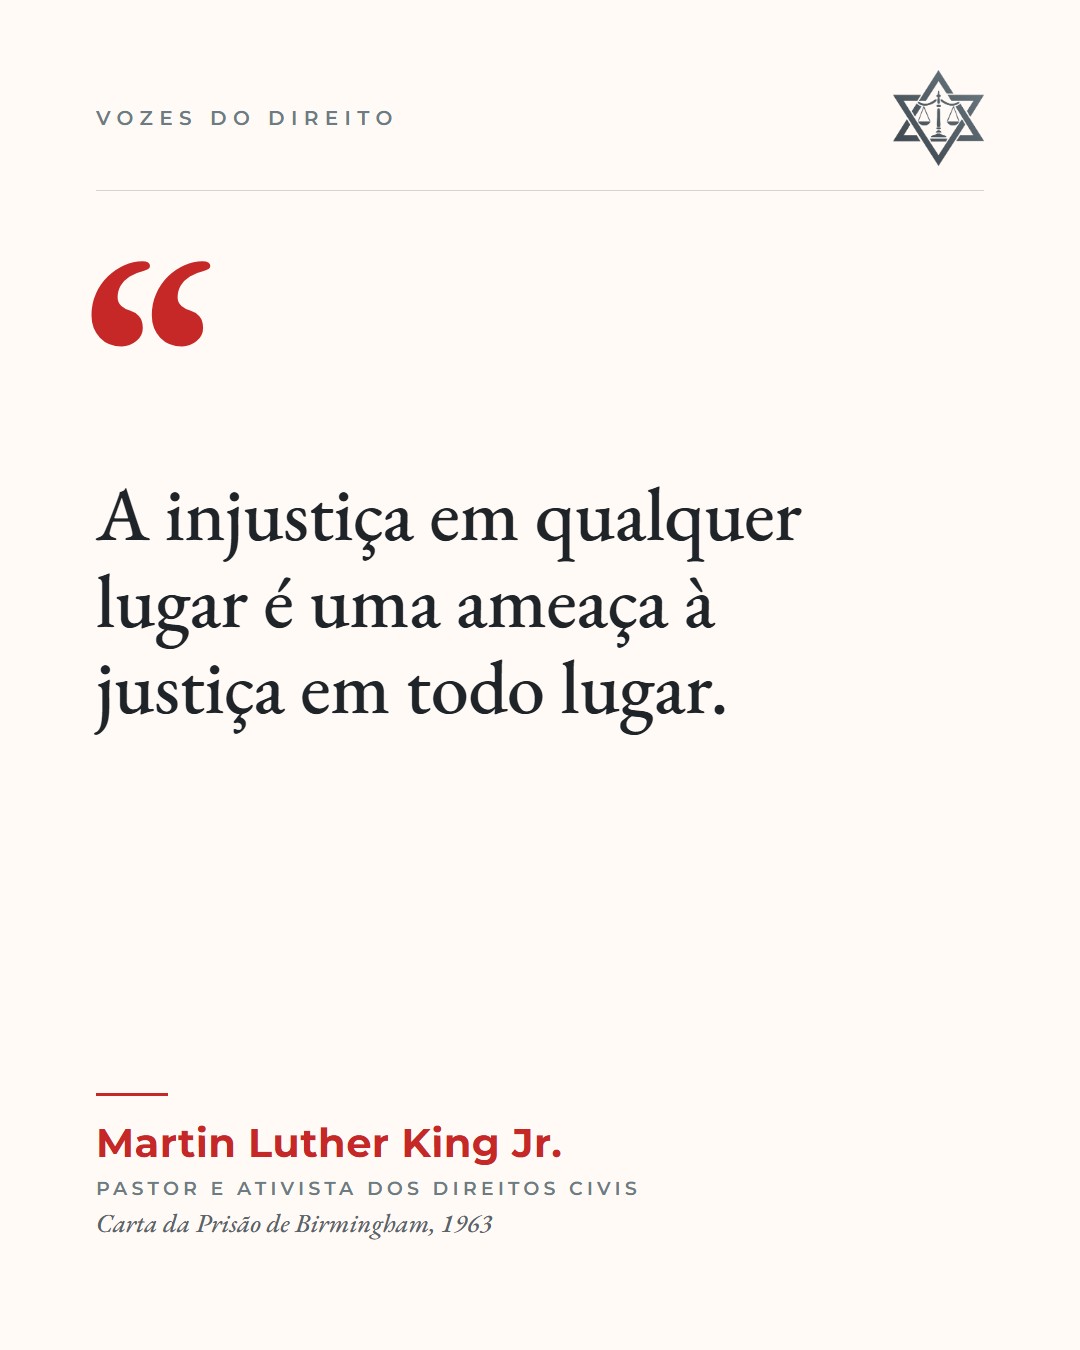 VOZES DO DIREITO
“
A injustiça em qualquer
lugar é uma ameaça à
justiça em todo lugar.
Martin Luther King Jr.
PASTOR E ATIVISTA DOS DIREITOS CIVIS
Carta da Prisão de Birmingham, 1963